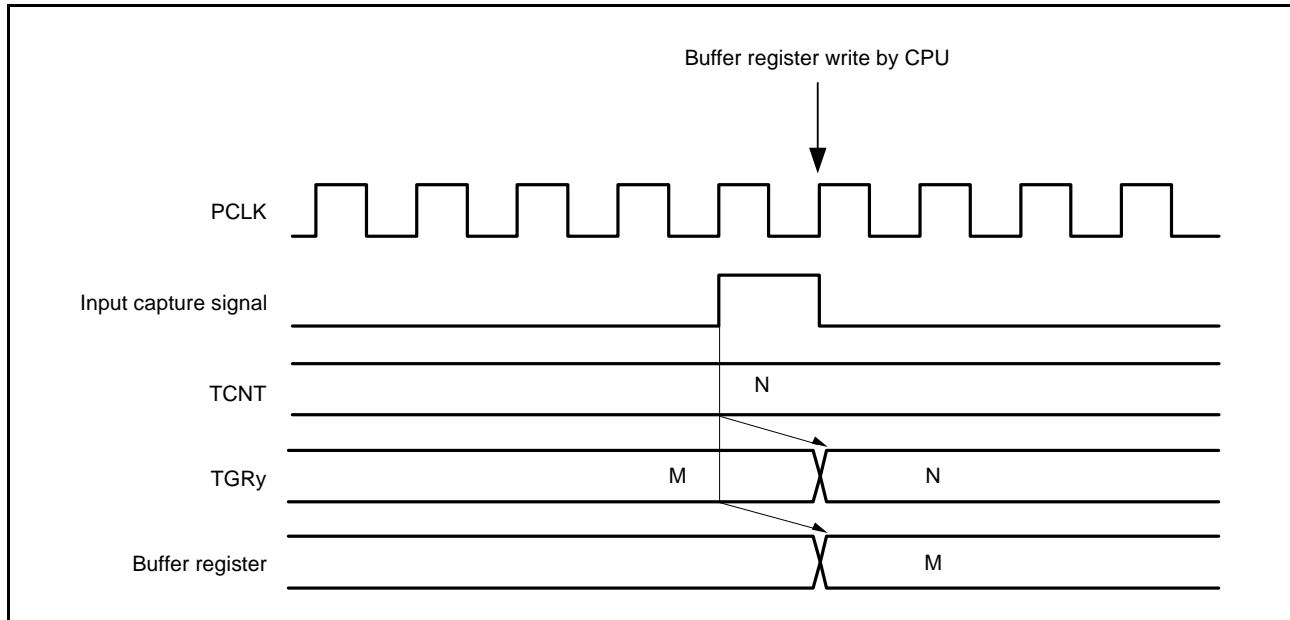 Buffer register write by CPU
PCLK
Input capture signal
TCNT
N
TGRy
M
N
Buffer register
M